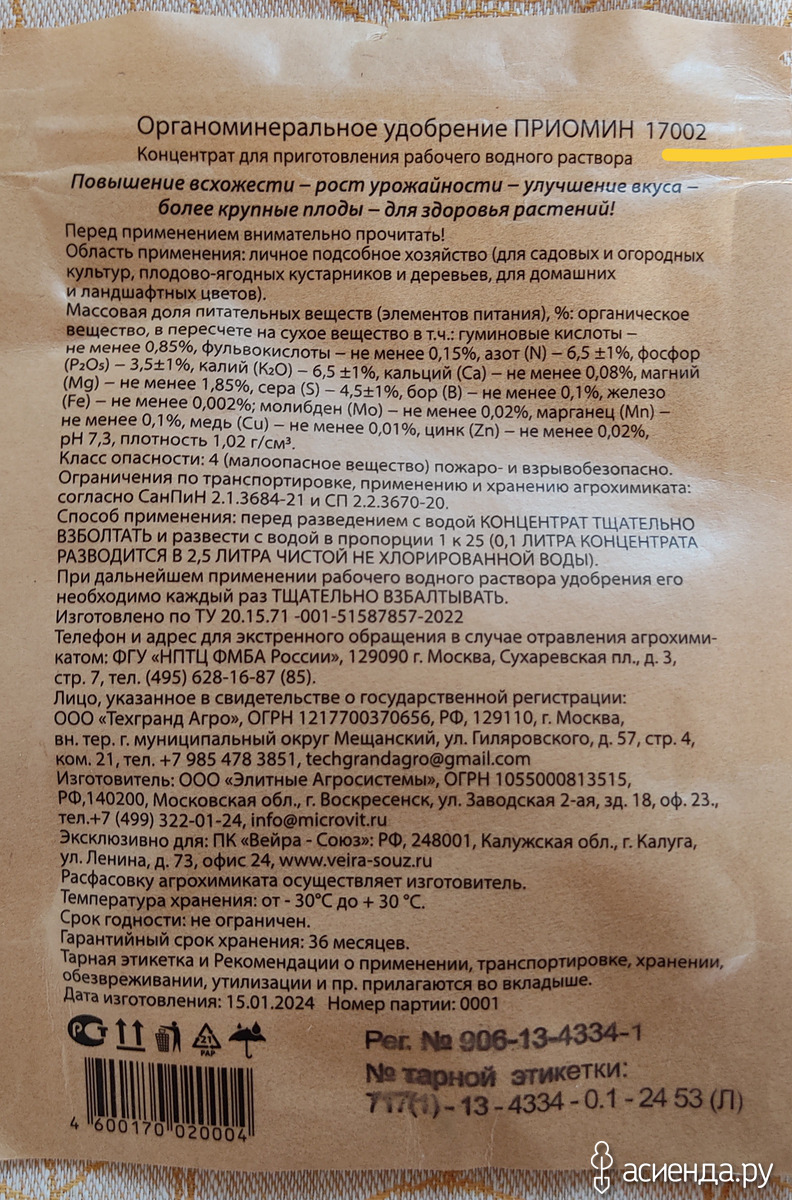 Органоминеральное удобрение ПРИОМИН 17002
Концентрат для приготовления рабочего водного раствора
Повышение всхожести – рост урожайности – улучшение вкуса –
более крупные плоды – для здоровья растений!
Перед применением внимательно прочитать!
Область применения: личное подсобное хозяйство (для садовых и огородных
культур, плодово-ягодных кустарников и деревьев, для домашних
и ландшафтных цветов).
Массовая доля питательных веществ (элементов питания), %: органическое
вещество, в пересчете на сухое вещество в т.ч.: гуминовые кислоты –
не менее 0,85%, фульвокислоты – не менее 0,15%, азот (N) – 6,5 ±1%, фосфор
(P₂O₅) – 3,5±1%, калий (K₂O) – 6,5 ±1%, кальций (Ca) – не менее 0,08%, магний
(Mg) – не менее 1,85%, сера (S) – 4,5±1%, бор (B) – не менее 0,1%, железо
(Fe) – не менее 0,002%; молибден (Mo) – не менее 0,02%, марганец (Mn) –
не менее 0,1%, медь (Cu) – не менее 0,01%, цинк (Zn) – не менее 0,02%,
pH 7,3, плотность 1,02 г/см³.
Класс опасности: 4 (малоопасное вещество) пожаро- и взрывобезопасно.
Ограничения по транспортировке, применению и хранению агрохимиката:
согласно СанПиН 2.1.3684-21 и СП 2.2.3670-20.
Способ применения: перед разведением с водой КОНЦЕНТРАТ ТЩАТЕЛЬНО
ВЗБОЛТАТЬ и развести с водой в пропорции 1 к 25 (0,1 ЛИТРА КОНЦЕНТРАТА
РАЗВОДИТСЯ В 2,5 ЛИТРА ЧИСТОЙ НЕ ХЛОРИРОВАННОЙ ВОДЫ).
При дальнейшем применении рабочего водного раствора удобрения его
необходимо каждый раз ТЩАТЕЛЬНО ВЗБАЛТЫВАТЬ.
Изготовлено по ТУ 20.15.71 -001-51587857-2022
Телефон и адрес для экстренного обращения в случае отравления агрохими-
катом: ФГУ «НПТЦ ФМБА России», 129090 г. Москва, Сухаревская пл., д. 3,
стр. 7, тел. (495) 628-16-87 (85).
Лицо, указанное в свидетельстве о государственной регистрации:
ООО «Техгранд Агро», ОГРН 1217700370656, РФ, 129110, г. Москва,
вн. тер. г. муниципальный округ Мещанский, ул. Гиляровского, д. 57, стр. 4,
ком. 21, тел. +7 985 478 3851, techgrandagro@gmail.com
Изготовитель: ООО «Элитные Агросистемы», ОГРН 1055000813515,
РФ,140200, Московская обл., г. Воскресенск, ул. Заводская 2-ая, зд. 18, оф. 23.,
тел.+7 (499) 322-01-24, info@microvit.ru
Эксклюзивно для: ПК «Вейра - Союз»: РФ, 248001, Калужская обл., г. Калуга,
ул. Ленина, д. 73, офис 24, www.veira-souz.ru
Расфасовку агрохимиката осуществляет изготовитель.
Температура хранения: от - 30°С до + 30 °С.
Срок годности: не ограничен.
Гарантийный срок хранения: 36 месяцев.
Тарная этикетка и Рекомендации о применении, транспортировке, хранении,
обезвреживании, утилизации и пр. прилагаются во вкладыше.
Дата изготовления: 15.01.2024 Номер партии: 0001
РСТ
21
PAP
Рег. № 906-13-4334-1
№ тарной этикетки:
717(1) - 13 - 4334 - 0.1 - 24 53 (Л)
4 600170 020004
асиенда.ру